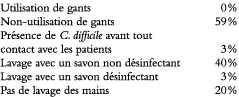 Utilisation de gants 0%
Non-utilisation de gants 59%
Présence de C. difficile avant tout
contact avec les patients 3%
Lavage avec un savon non désinfectant 40%
Lavage avec un savon désinfectant 3%
Pas de lavage des mains 20%